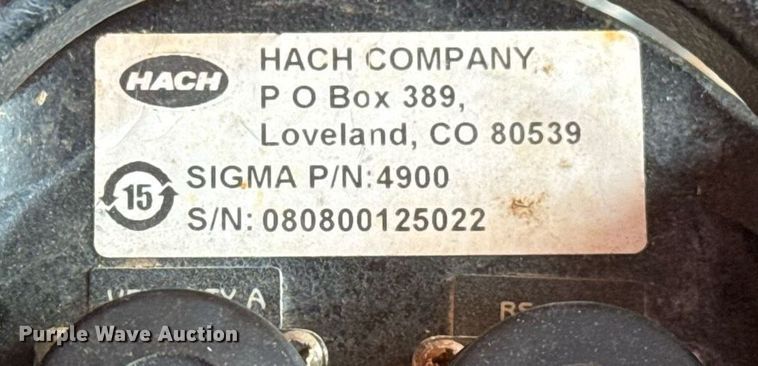 HACH
HACH COMPANY
P O Box 389,
Loveland, CO 80539
15
SIGMA P/N:4900
S/N: 080800125022
A
Purple Wave Auction